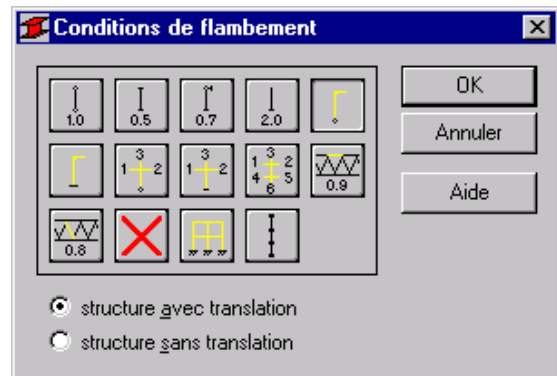 Conditions de flambement
1.0 0.5 0.7 2.0
OK
Annuler
3
1 2
3
1 2
3
1 2
4 5
6
0.9
Aide
0.8
structure avec translation
structure sans translation